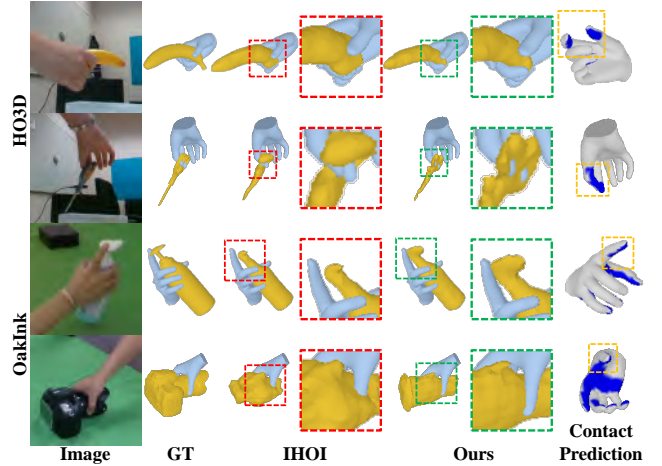 HO3D
OakInk
Image
GT
IHOI
Ours
Contact
Prediction